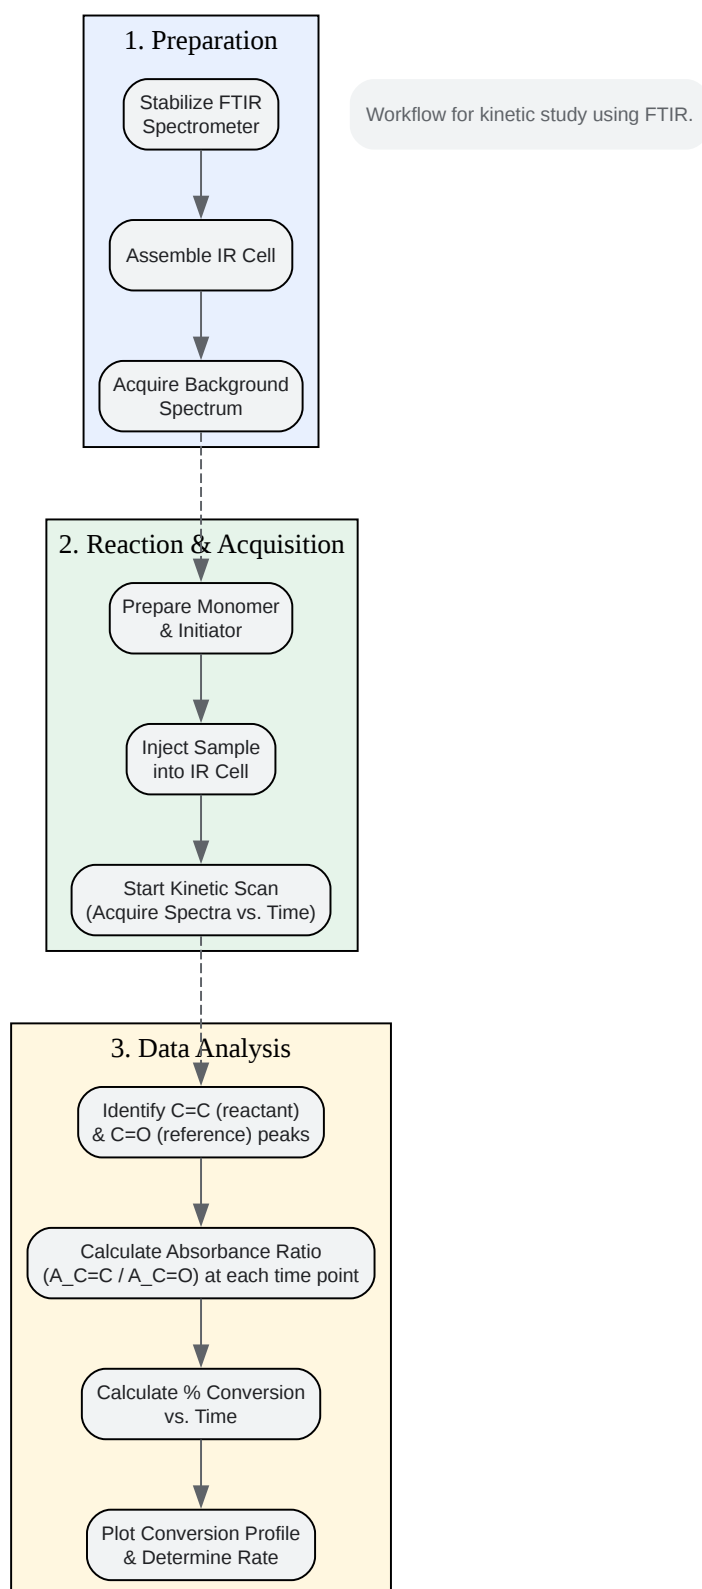 1. Preparation
Stabilize FTIR
Spectrometer
Workflow for kinetic study using FTIR.
Assemble IR Cell
Acquire Background
Spectrum
2. Reaction & Acquisition
Prepare Monomer
& Initiator
Inject Sample
into IR Cell
Start Kinetic Scan
(Acquire Spectra vs. Time)
3. Data Analysis
Identify C=C (reactant)
& C=O (reference) peaks
Calculate Absorbance Ratio
(A_C=C / A_C=O) at each time point
Calculate % Conversion
vs. Time
Plot Conversion Profile
& Determine Rate